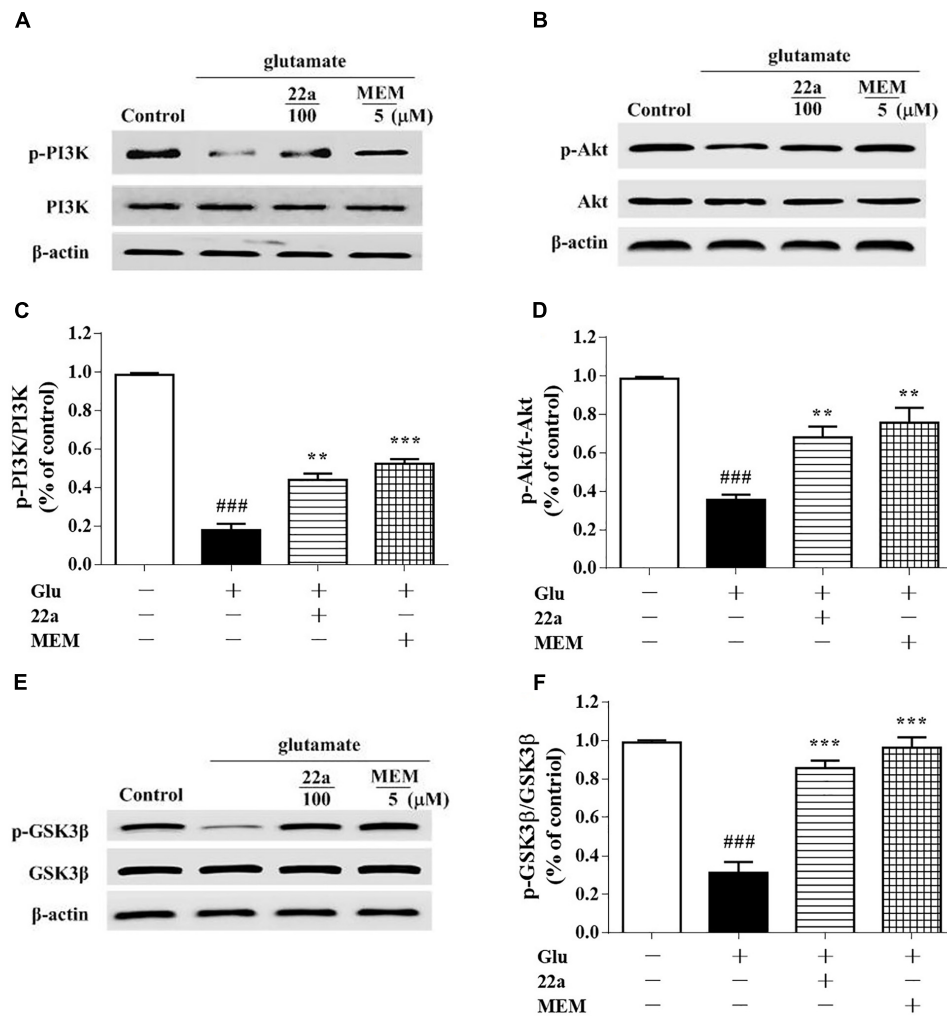 A
glutamate
22a MEM
Control 100 5 (μM)
p-PI3K
PI3K
β-actin
B
glutamate
22a MEM
Control 100 5 (μM)
p-Akt
Akt
β-actin
C
p-PI3K/PI3K
(% of control)
1.2
1.0
0.8
0.6
0.4
0.2
0.0
###
**
***
Glu — + + +
22a — — + —
MEM — — — +
D
p-Akt/t-Akt
(% of control)
1.2
1.0
0.8
0.6
0.4
0.2
0.0
###
**
**
Glu — + + +
22a — — + —
MEM — — — +
E
glutamate
22a MEM
Control 100 5 (μM)
p-GSK3β
GSK3β
β-actin
F
p-GSK3β/GSK3β
(% of contriol)
1.2
1.0
0.8
0.6
0.4
0.2
0.0
###
***
***
Glu — + + +
22a — — + —
MEM — — — +